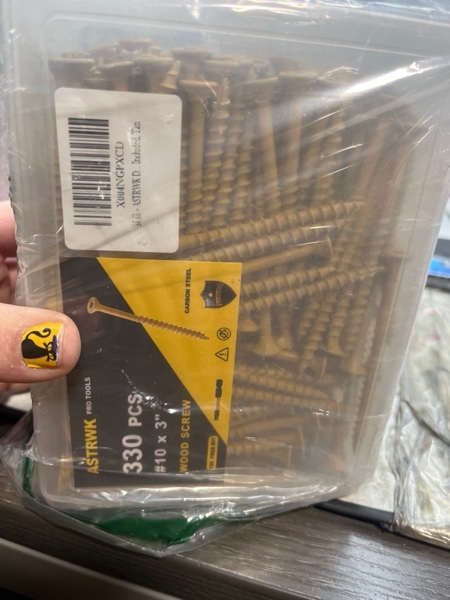 X004NGPXCD
ASTRWK PRO TOOLS
330 PCS
#10 x 3"
WOOD SCREW
CARBON STEEL